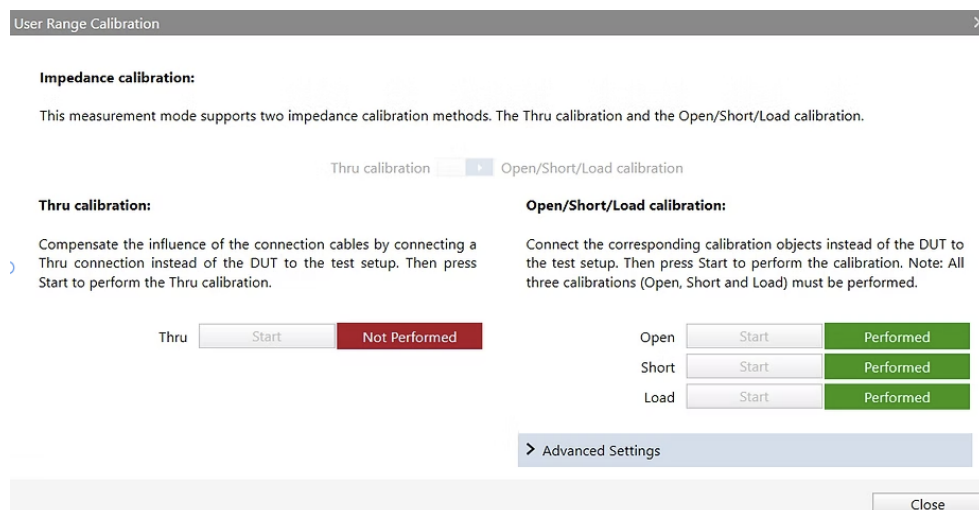 User Range Calibration
Impedance calibration:
This measurement mode supports two impedance calibration methods. The Thru calibration and the Open/Short/Load calibration.
Thru calibration Open/Short/Load calibration
Thru calibration:
Compensate the influence of the connection cables by connecting a
Thru connection instead of the DUT to the test setup. Then press
Start to perform the Thru calibration.
Thru Start Not Performed
Open/Short/Load calibration:
Connect the corresponding calibration objects instead of the DUT to
the test setup. Then press Start to perform the calibration. Note: All
three calibrations (Open, Short and Load) must be performed.
Open Start Performed
Short Start Performed
Load Start Performed
Advanced Settings
Close